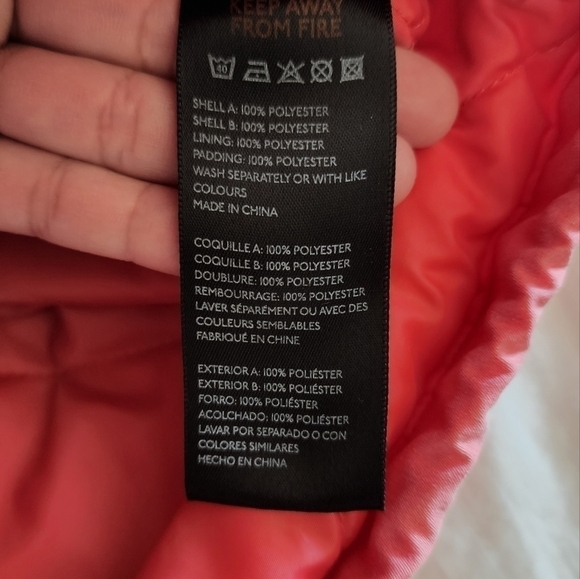 KEEP AWAY
FROM FIRE
40
SHELL A: 100% POLYESTER
SHELL B: 100% POLYESTER
LINING: 100% POLYESTER
PADDING: 100% POLYESTER
WASH SEPARATELY OR WITH LIKE
COLOURS
MADE IN CHINA
COQUILLE A: 100% POLYESTER
COQUILLE B: 100% POLYESTER
DOUBLURE: 100% POLYESTER
REMBOURRAGE: 100% POLYESTER
LAVER SÉPARÉMENT OU AVEC DES
COULEURS SEMBLABLES
FABRIQUÉ EN CHINE
EXTERIOR A: 100% POLIÉSTER
EXTERIOR B: 100% POLIÉSTER
FORRO: 100% POLIÉSTER
ACOLCHADO: 100% POLIÉSTER
LAVAR POR SEPARADO O CON
COLORES SIMILARES
HECHO EN CHINA